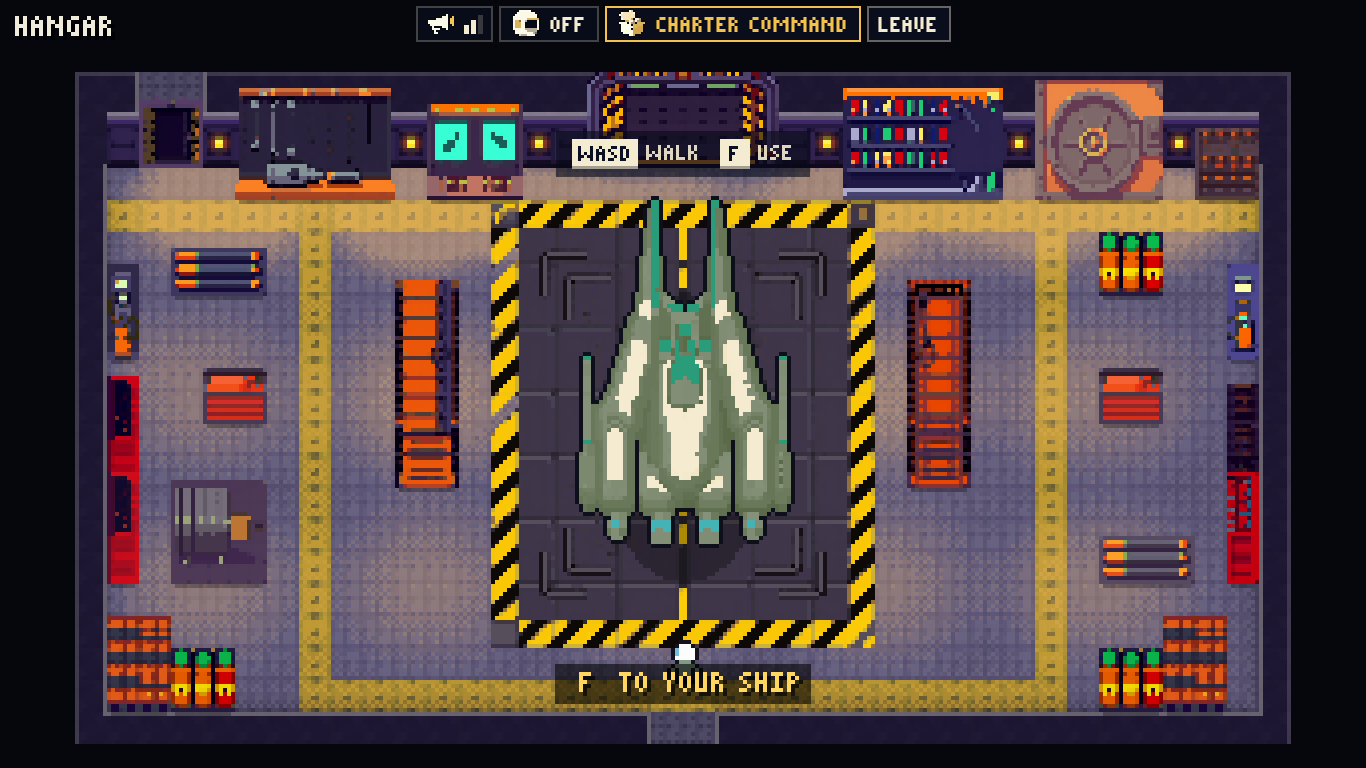 HANGAR
OFF
CHARTER COMMAND
LEAVE
WASD WALK F USE
F TO YOUR SHIP